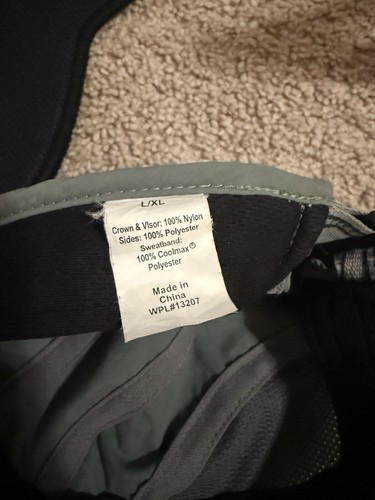 L/XL
Crown & Visor: 100% Nylon
Sides: 100% Polyester
Sweatband:
100% Coolmax®
Polyester
Made in
China
WPL#13207